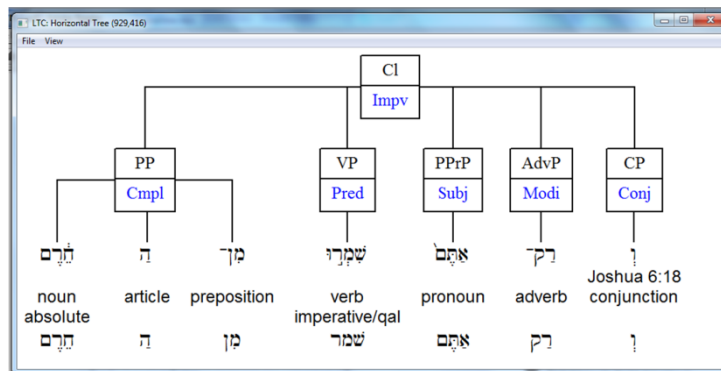 LTC: Horizontal Tree (929,416)
File View
Cl
Impv
PP VP PPrP AdvP CP
Cmpl Pred Subj Modi Conj
חֵ֔רֶם הַ מִן־ שִׁמְר֣וּ אַתֶּם֙ רַק־ וְ
Joshua 6:18
noun article preposition verb pronoun adverb conjunction
absolute imperative/qal
חֵרֶם הַ מִן שׁמר אַתֶּם רַק וְ